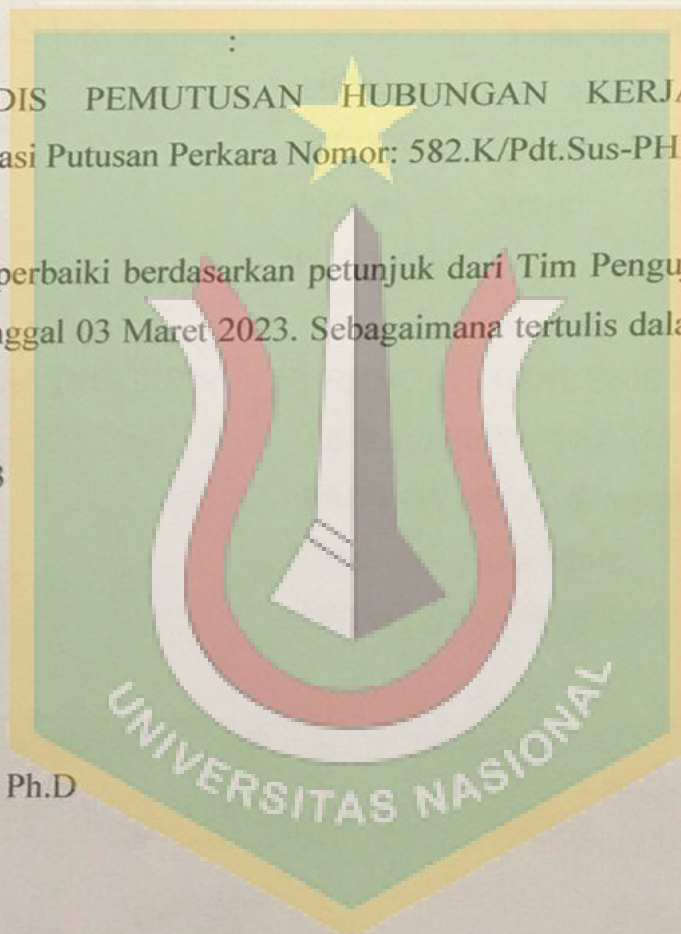 :
DIS PEMUTUSAN HUBUNGAN KERJA
asi Putusan Perkara Nomor: 582.K/Pdt.Sus-PH
perbaiki berdasarkan petunjuk dari Tim Penguj
nggal 03 Maret 2023. Sebagaimana tertulis dala
3
Ph.D
UNIVERSITAS NASIONAL